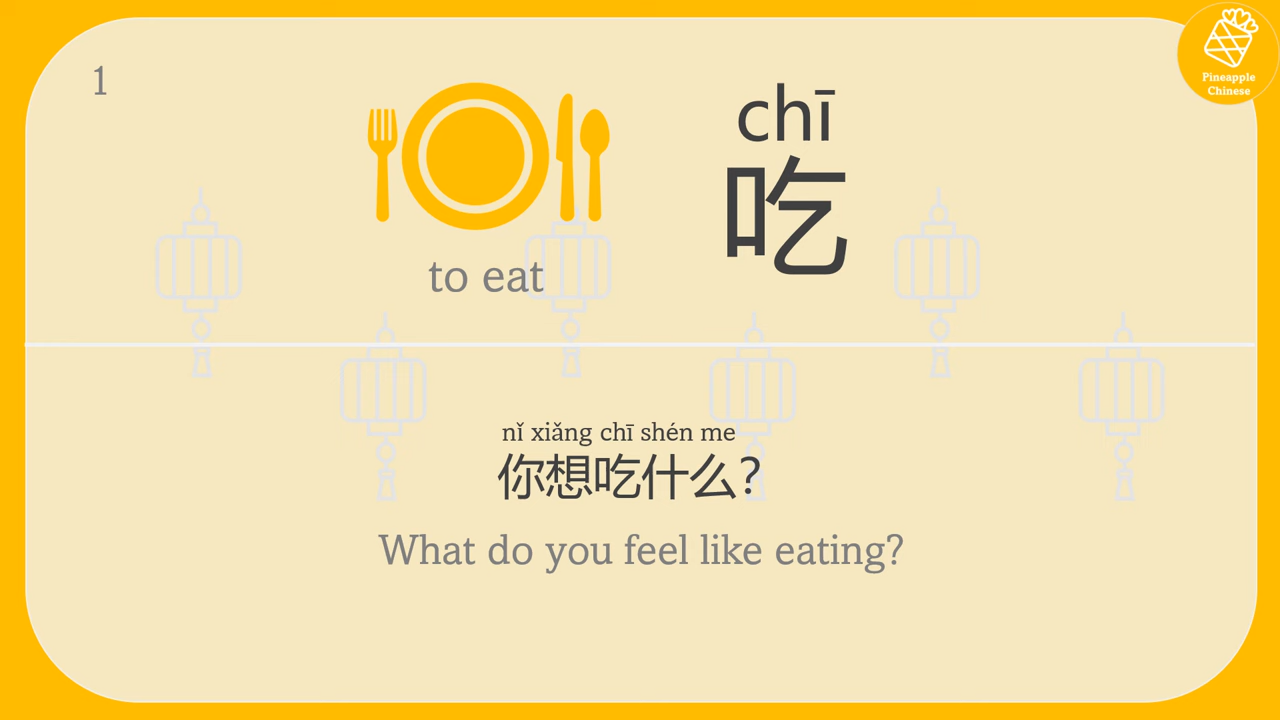 1
Pineapple
Chinese
chī
吃
to eat
nǐ xiǎng chī shén me
你想吃什么?
What do you feel like eating?